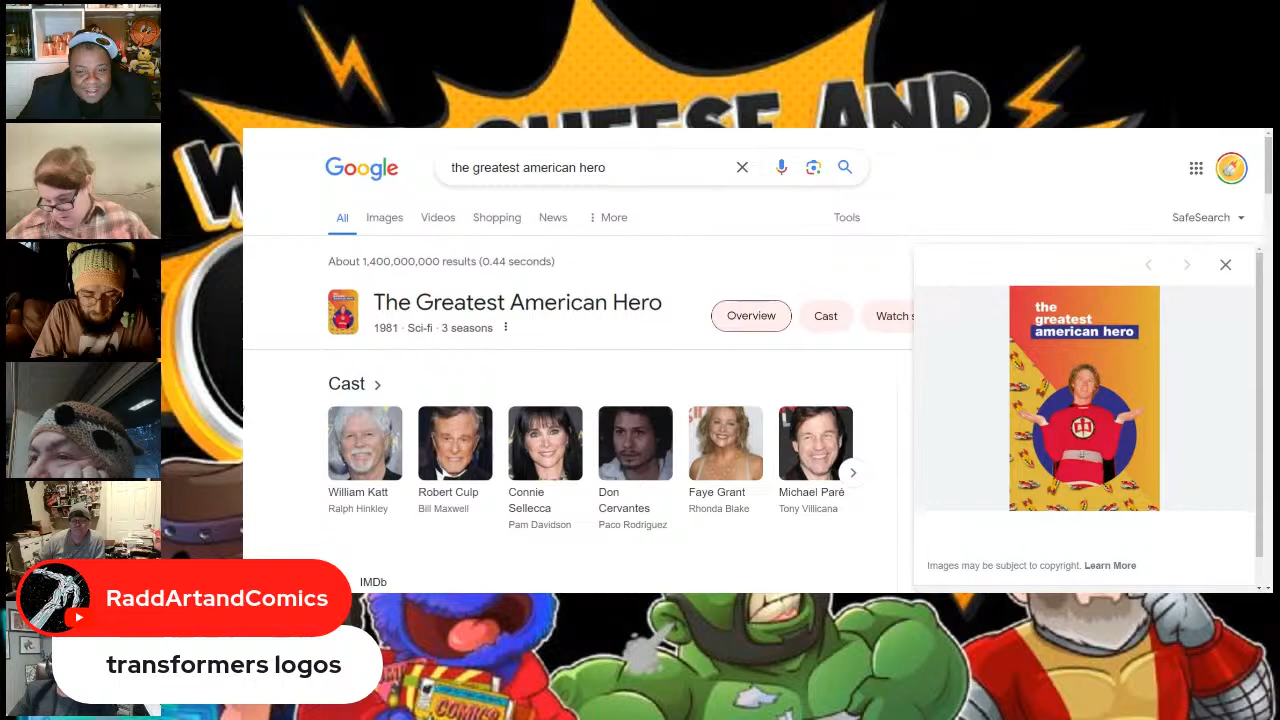 CHEESE AND
Google
the greatest american hero
All
Images
Videos
Shopping
News
More
Tools
SafeSearch
About 1,400,000,000 results (0.44 seconds)
The Greatest American Hero
1981 · Sci-fi · 3 seasons
Overview
Cast
Watch s
Cast
William Katt
Ralph Hinkley
Robert Culp
Bill Maxwell
Connie
Sellecca
Pam Davidson
Don
Cervantes
Paco Rodriguez
Faye Grant
Rhonda Blake
Michael Paré
Tony Villicana
IMDb
the
greatest
american hero
Images may be subject to copyright. Learn More
RaddArtandComics
transformers logos
COMICS